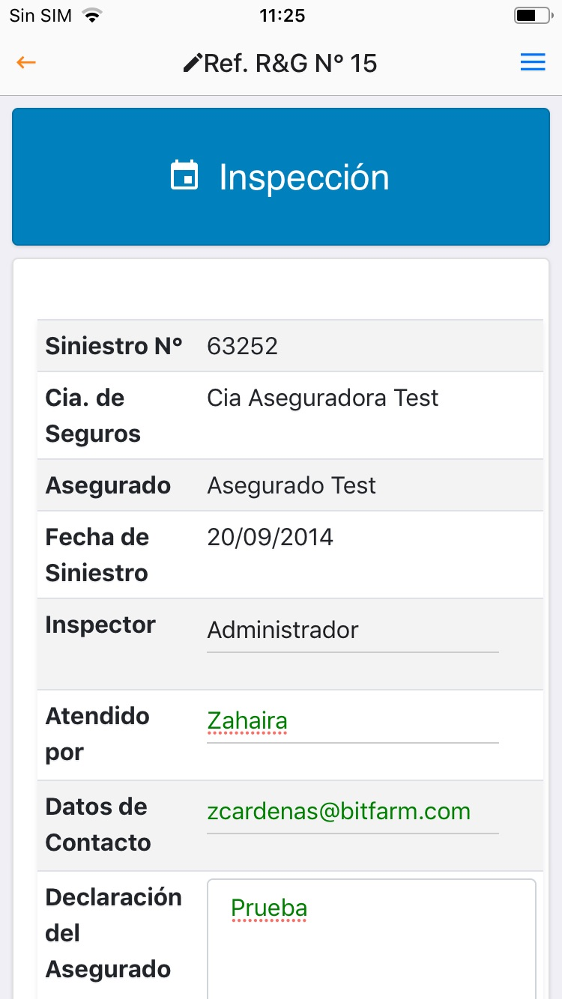 Sin SIM 11:25
Ref. R&G Nº 15
Inspección
Siniestro Nº 63252
Cia. de Seguros Cia Aseguradora Test
Asegurado Asegurado Test
Fecha de Siniestro 20/09/2014
Inspector Administrador
Atendido por Zahaira
Datos de Contacto zcardenas@bitfarm.com
Declaración del Asegurado Prueba